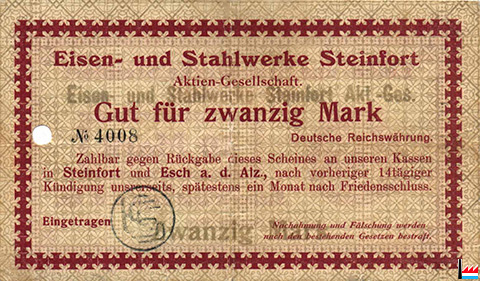 Eisen- und Stahlwerke Steinfort
Aktien-Gesellschaft.
Eisen- und Stahlwerke Steinfort Akt.-Ges.
Gut für zwanzig Mark
№ 4008
Deutsche Reichswährung.
Zahlbar gegen Rückgabe dieses Scheines an unseren Kassen
in Steinfort und Esch a. d. Alz., nach vorheriger 14tägiger
Kündigung unsrerseits, spätestens ein Monat nach Friedensschluss.
Eingetragen
Zwanzig Mark
Nachahmung und Fälschung werden
nach den bestehenden Gesetzen bestraft.